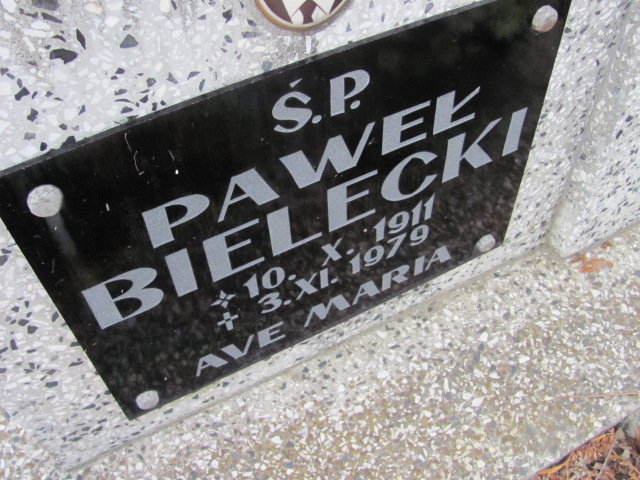 Ś.P.
PAWEŁ
BIELECKI
10. X. 1911
✝ 3. XI. 1979
AVE MARIA